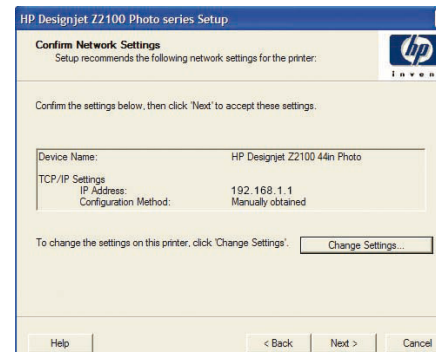 HP Designjet Z2100 Photo series Setup
Confirm Network Settings
Setup recommends the following network settings for the printer:
hp
i n v e n
Confirm the settings below, then click 'Next' to accept these settings.
Device Name: HP Designjet Z2100 44in Photo
TCP/IP Settings
IP Address: 192.168.1.1
Configuration Method: Manually obtained
To change the settings on this printer, click 'Change Settings'. Change Settings...
Help < Back Next > Cancel